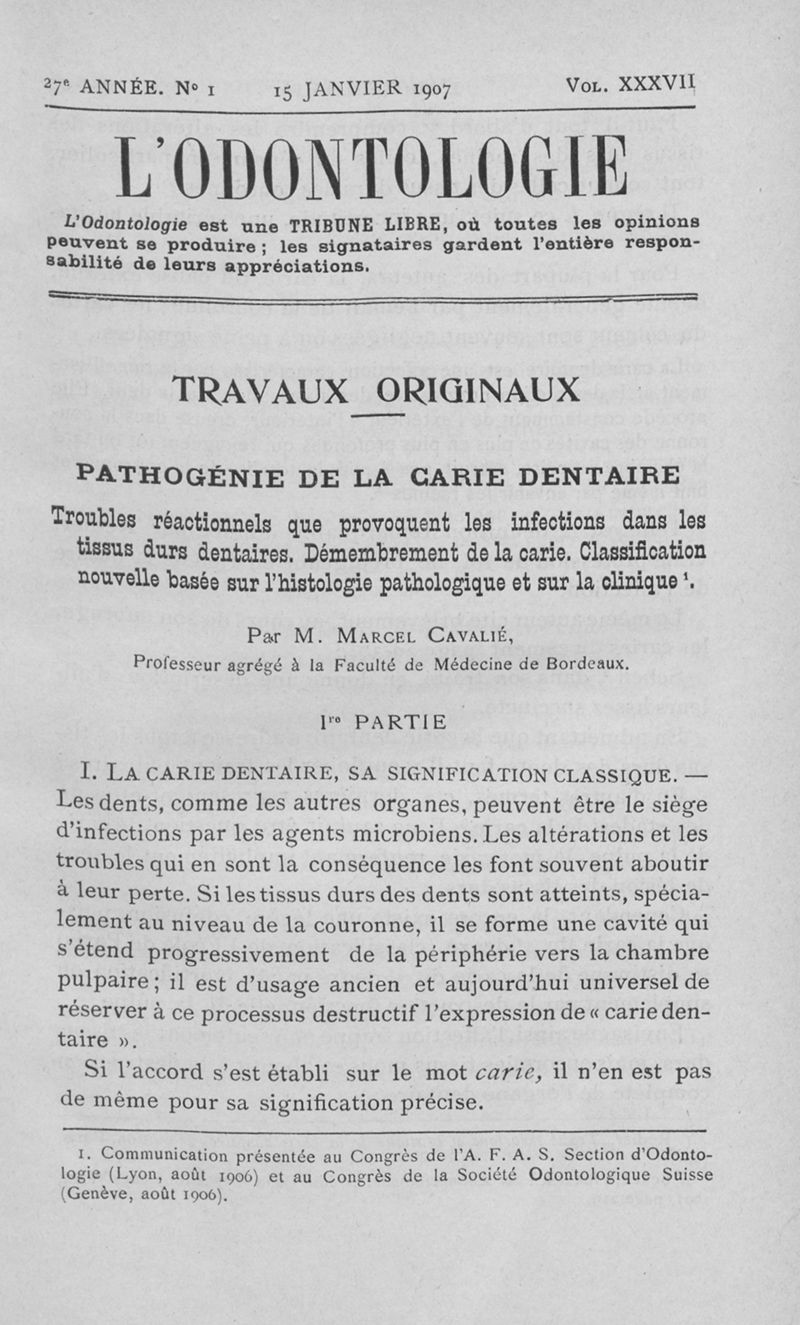 27e ANNÉE. No 1 15 JANVIER 1907 VOL. XXXVII
L'ODONTOLOGIE
L'Odontologie est une TRIBUNE LIBRE, où toutes les opinions
peuvent se produire ; les signataires gardent l'entière respon-
sabilité de leurs appréciations.
TRAVAUX ORIGINAUX
PATHOGÉNIE DE LA CARIE DENTAIRE
Troubles réactionnels que provoquent les infections dans les
tissus durs dentaires. Démembrement de la carie. Classification
nouvelle basée sur l'histologie pathologique et sur la clinique 1.
Par M. MARCEL CAVALIÉ,
Professeur agrégé à la Faculté de Médecine de Bordeaux.
Ire PARTIE
I. LA CARIE DENTAIRE, SA SIGNIFICATION CLASSIQUE. —
Les dents, comme les autres organes, peuvent être le siège
d'infections par les agents microbiens. Les altérations et les
troubles qui en sont la conséquence les font souvent aboutir
à leur perte. Si les tissus durs des dents sont atteints, spécia-
lement au niveau de la couronne, il se forme une cavité qui
s'étend progressivement de la périphérie vers la chambre
pulpaire ; il est d'usage ancien et aujourd'hui universel de
réserver à ce processus destructif l'expression de « carie den-
taire ».
Si l'accord s'est établi sur le mot carie, il n'en est pas
de même pour sa signification précise.
1. Communication présentée au Congrès de l'A. F. A. S. Section d'Odonto-
logie (Lyon, août 1906) et au Congrès de la Société Odontologique Suisse
(Genève, août 1906).